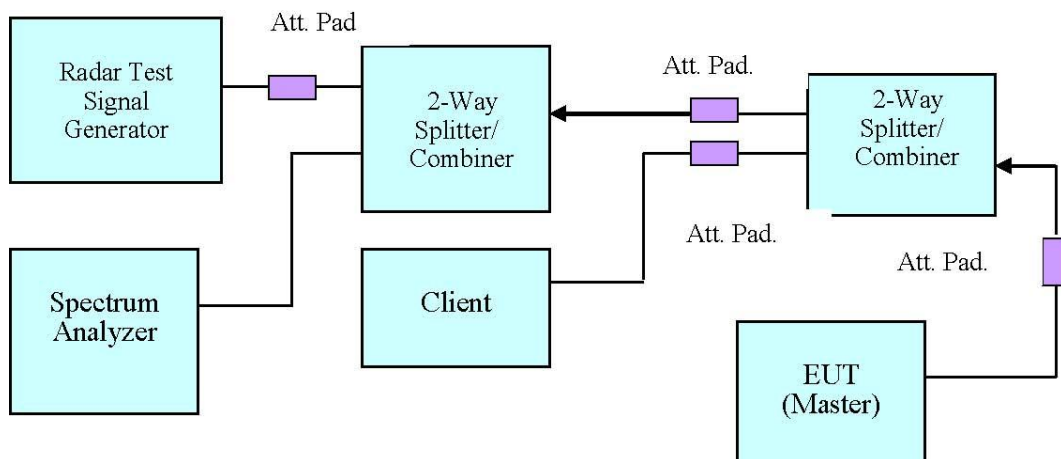 Att. Pad
Radar Test
Signal
Generator
2-Way
Splitter/
Combiner
Att. Pad.
2-Way
Splitter/
Combiner
Att. Pad.
Att. Pad.
Spectrum
Analyzer
Client
EUT
(Master)